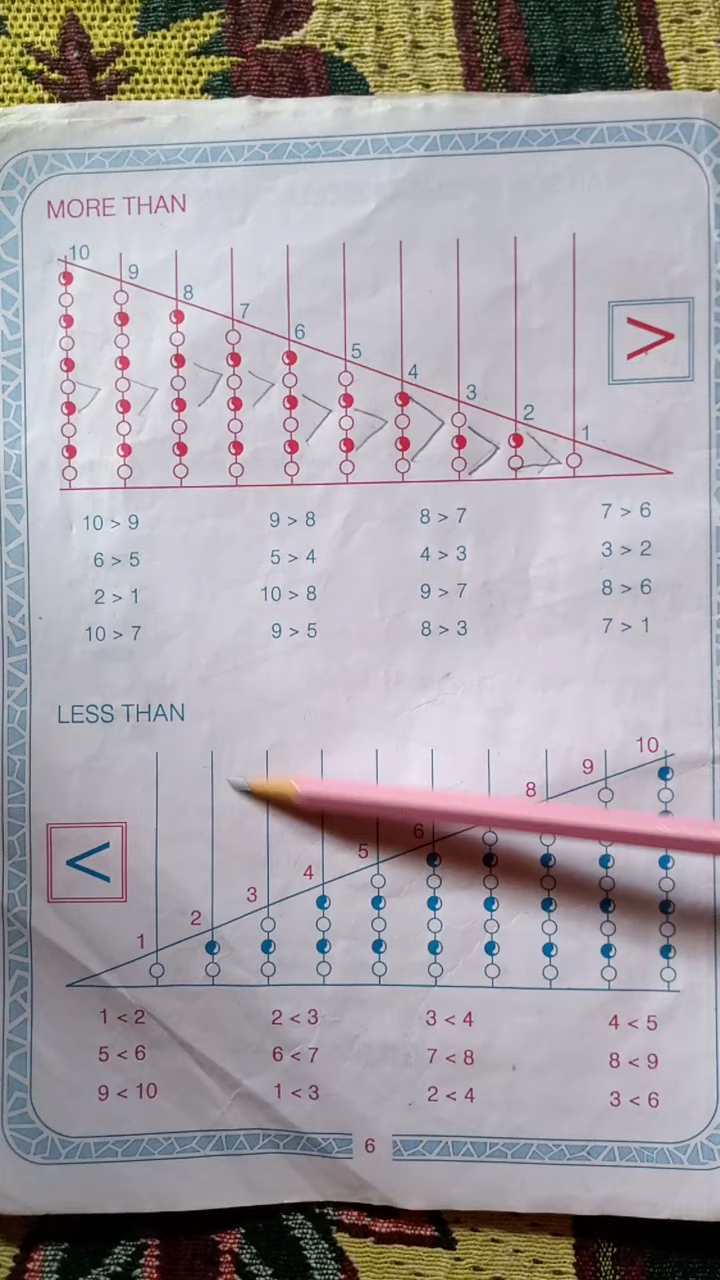 MORE THAN
10
9
8
7
6
5
4
3
2
1
>
10 > 9 9 > 8 8 > 7 7 > 6
6 > 5 5 > 4 4 > 3 3 > 2
2 > 1 10 > 8 9 > 7 8 > 6
10 > 7 9 > 5 8 > 3 7 > 1
LESS THAN
<
1
2
3
4
5
6
8
9
10
1 < 2 2 < 3 3 < 4 4 < 5
5 < 6 6 < 7 7 < 8 8 < 9
9 < 10 1 < 3 2 < 4 3 < 6
6